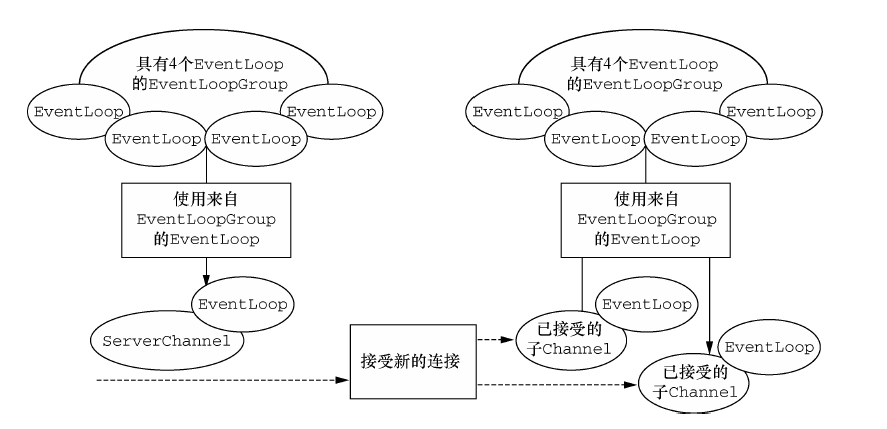 具有4个EventLoop
的EventLoopGroup
EventLoop
EventLoop
EventLoop
EventLoop
使用来自
EventLoopGroup
的EventLoop
EventLoop
ServerChannel
接受新的连接
具有4个EventLoop
的EventLoopGroup
EventLoop
EventLoop
EventLoop
EventLoop
使用来自
EventLoopGroup
的EventLoop
EventLoop
已接受的
子Channel
EventLoop
已接受的
子Channel